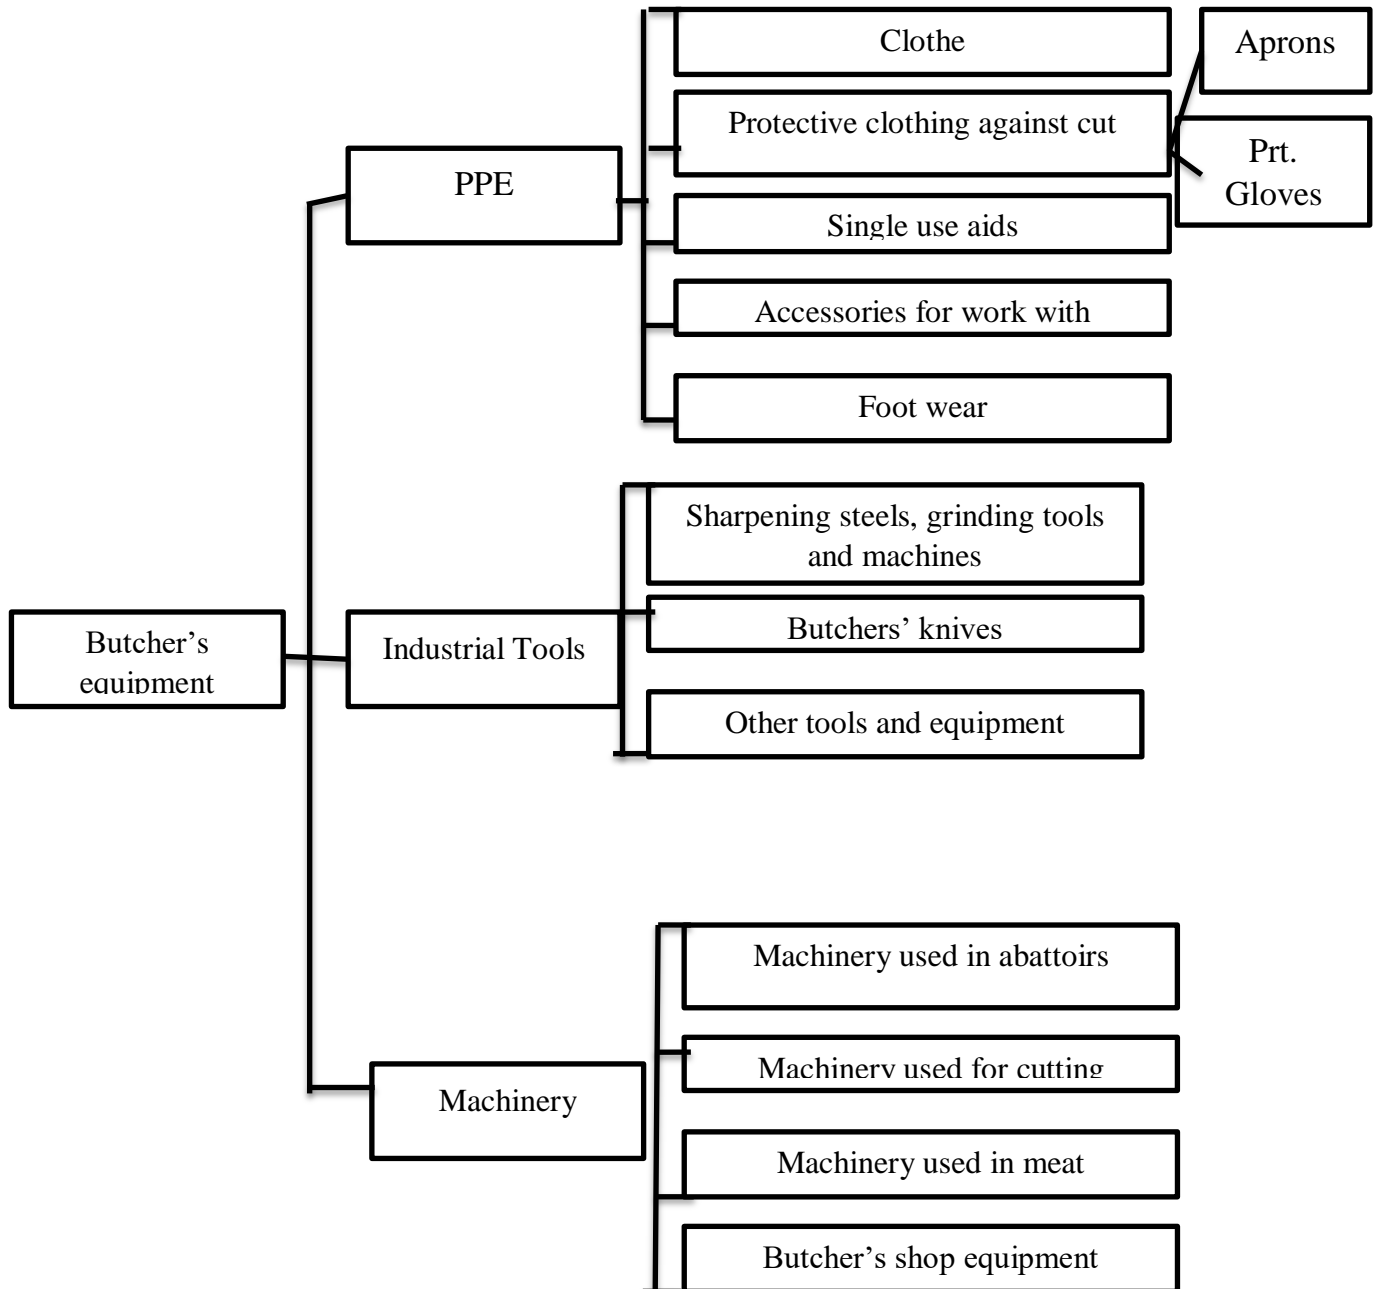 Clothe
Aprons
Protective clothing against cut
Prt.
Gloves
PPE
Single use aids
Accessories for work with
Foot wear
Sharpening steels, grinding tools
and machines
Butchers’ knives
Butcher’s
equipment
Industrial Tools
Other tools and equipment
Machinery used in abattoirs
Machinery used for cutting
Machinery
Machinery used in meat
Butcher’s shop equipment